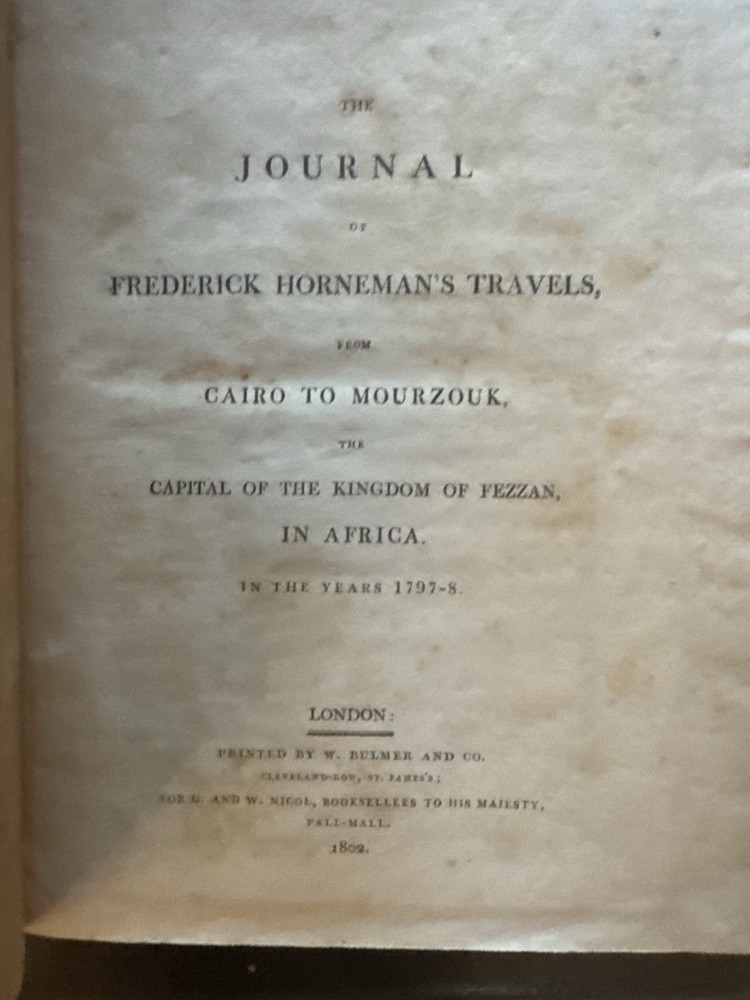 THE
JOURNAL
OF
FREDERICK HORNEMAN'S TRAVELS,
FROM
CAIRO TO MOURZOUK,
THE
CAPITAL OF THE KINGDOM OF FEZZAN,
IN AFRICA.
IN THE YEARS 1797-8.
LONDON:
PRINTED BY W. BULMER AND CO.
CLEVELAND-ROW, ST. JAMES'S;
FOR G. AND W. NICOL, BOOKSELLERS TO HIS MAJESTY,
PALL-MALL.
1802.